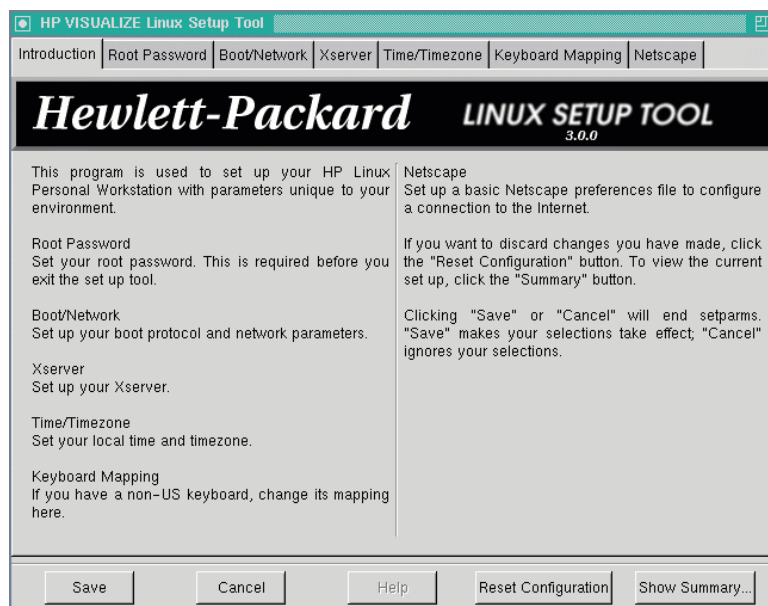 HP VISUALIZE Linux Setup Tool
Introduction Root Password Boot/Network Xserver Time/Timezone Keyboard Mapping Netscape
Hewlett-Packard LINUX SETUP TOOL
3.0.0
This program is used to set up your HP Linux
Personal Workstation with parameters unique to your
environment.
Root Password
Set your root password. This is required before you
exit the set up tool.
Boot/Network
Set up your boot protocol and network parameters.
Xserver
Set up your Xserver.
Time/Timezone
Set your local time and timezone.
Keyboard Mapping
If you have a non-US keyboard, change its mapping
here.
Netscape
Set up a basic Netscape preferences file to configure
a connection to the Internet.
If you want to discard changes you have made, click
the "Reset Configuration" button. To view the current
set up, click the "Summary" button.
Clicking "Save" or "Cancel" will end setparms.
"Save" makes your selections take effect; "Cancel"
ignores your selections.
Save Cancel Help Reset Configuration Show Summary...